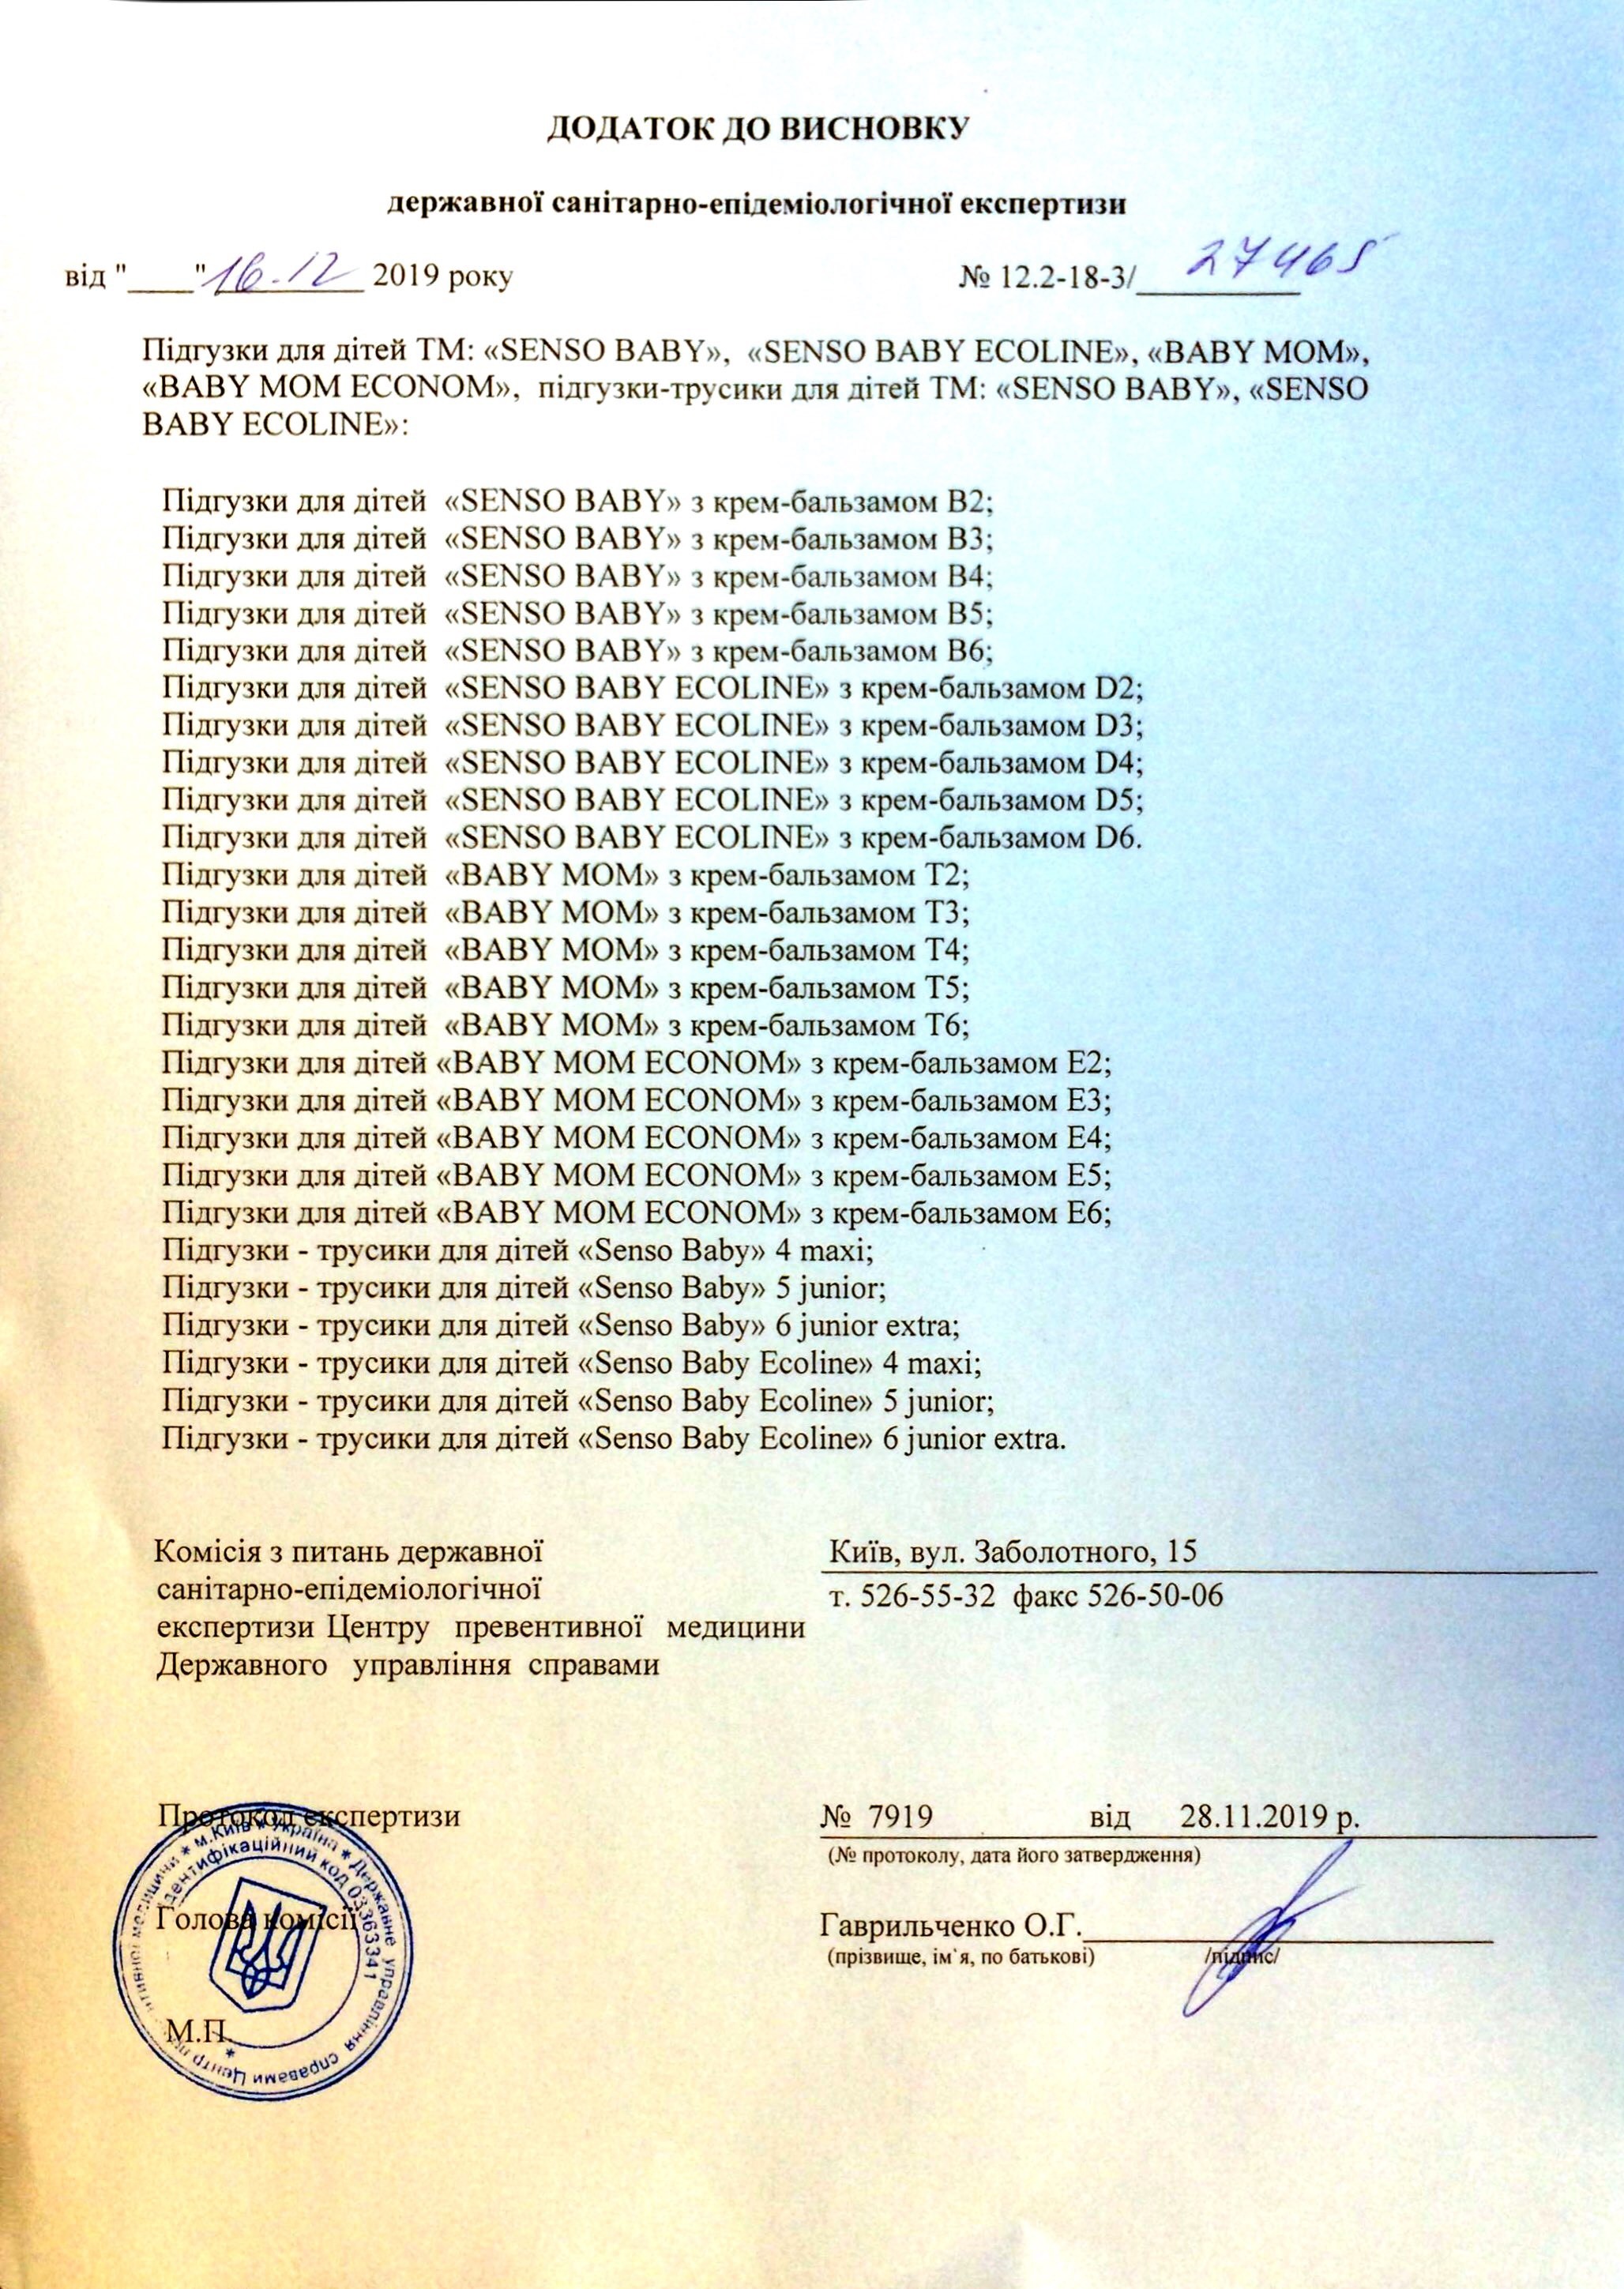 ДОДАТОК ДО ВИСНОВКУ
державної санітарно-епідеміологічної експертизи
від "____" 16.12 2019 року № 12.2-18-3/ 27465
Підгузки для дітей ТМ: «SENSO BABY», «SENSO BABY ECOLINE», «BABY MOM»,
«BABY MOM ECONOM», підгузки-трусики для дітей ТМ: «SENSO BABY», «SENSO
BABY ECOLINE»:
Підгузки для дітей «SENSO BABY» з крем-бальзамом B2;
Підгузки для дітей «SENSO BABY» з крем-бальзамом B3;
Підгузки для дітей «SENSO BABY» з крем-бальзамом B4;
Підгузки для дітей «SENSO BABY» з крем-бальзамом B5;
Підгузки для дітей «SENSO BABY» з крем-бальзамом B6;
Підгузки для дітей «SENSO BABY ECOLINE» з крем-бальзамом D2;
Підгузки для дітей «SENSO BABY ECOLINE» з крем-бальзамом D3;
Підгузки для дітей «SENSO BABY ECOLINE» з крем-бальзамом D4;
Підгузки для дітей «SENSO BABY ECOLINE» з крем-бальзамом D5;
Підгузки для дітей «SENSO BABY ECOLINE» з крем-бальзамом D6.
Підгузки для дітей «BABY MOM» з крем-бальзамом T2;
Підгузки для дітей «BABY MOM» з крем-бальзамом T3;
Підгузки для дітей «BABY MOM» з крем-бальзамом T4;
Підгузки для дітей «BABY MOM» з крем-бальзамом T5;
Підгузки для дітей «BABY MOM» з крем-бальзамом T6;
Підгузки для дітей «BABY MOM ECONOM» з крем-бальзамом E2;
Підгузки для дітей «BABY MOM ECONOM» з крем-бальзамом E3;
Підгузки для дітей «BABY MOM ECONOM» з крем-бальзамом E4;
Підгузки для дітей «BABY MOM ECONOM» з крем-бальзамом E5;
Підгузки для дітей «BABY MOM ECONOM» з крем-бальзамом E6;
Підгузки - трусики для дітей «Senso Baby» 4 maxi;
Підгузки - трусики для дітей «Senso Baby» 5 junior;
Підгузки - трусики для дітей «Senso Baby» 6 junior extra;
Підгузки - трусики для дітей «Senso Baby Ecoline» 4 maxi;
Підгузки - трусики для дітей «Senso Baby Ecoline» 5 junior;
Підгузки - трусики для дітей «Senso Baby Ecoline» 6 junior extra.
Комісія з питань державної
санітарно-епідеміологічної
експертизи Центру превентивної медицини
Державного управління справами
Київ, вул. Заболотного, 15
т. 526-55-32 факс 526-50-06
Протокол експертизи № 7919 від 28.11.2019 р.
(№ протоколу, дата його затвердження)
Голова комісії Гаврильченко О.Г.
(прізвище, ім`я, по батькові) /підпис/
М.П.
* м.Київ * Україна * Державне управління справами Центр
ідентифікаційний код 03363341
медицини